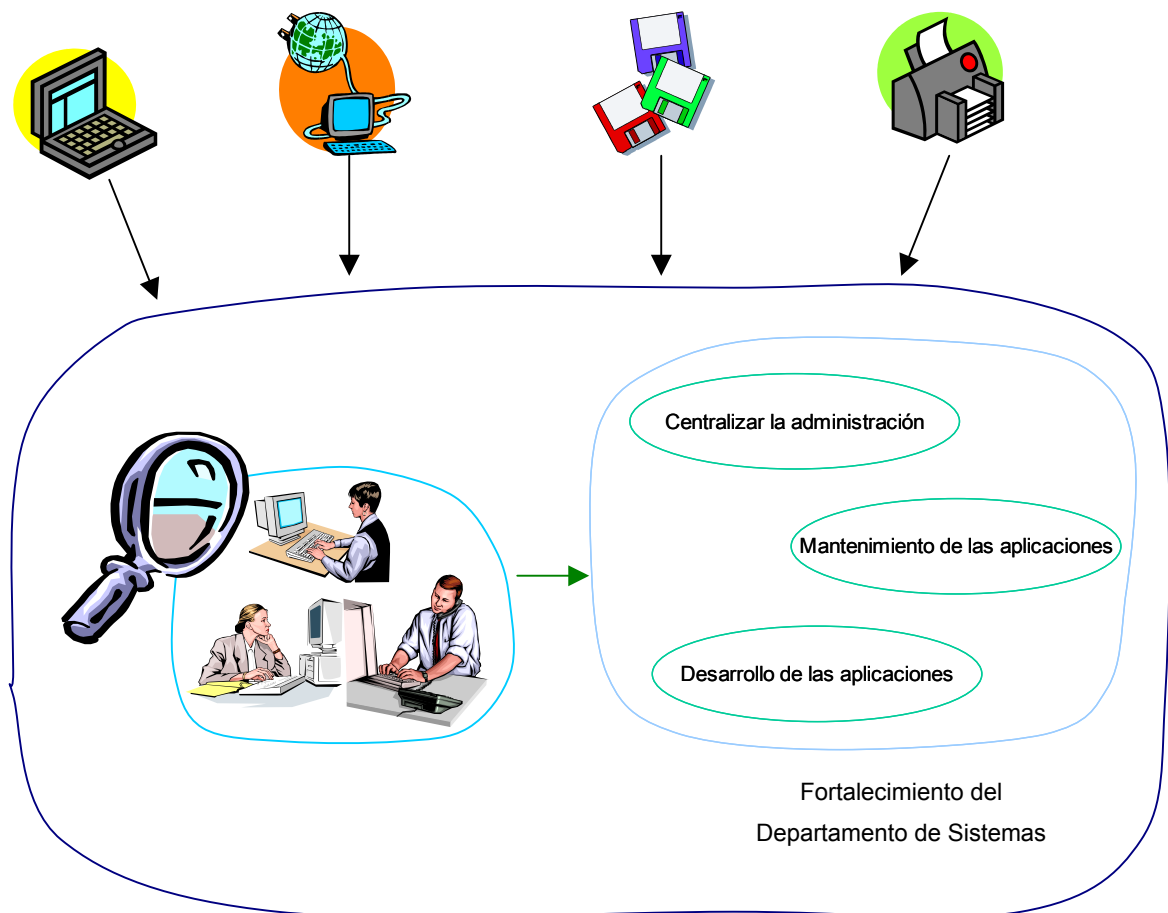 Centralizar la administración
Mantenimiento de las aplicaciones
Desarrollo de las aplicaciones
Fortalecimiento del
Departamento de Sistemas